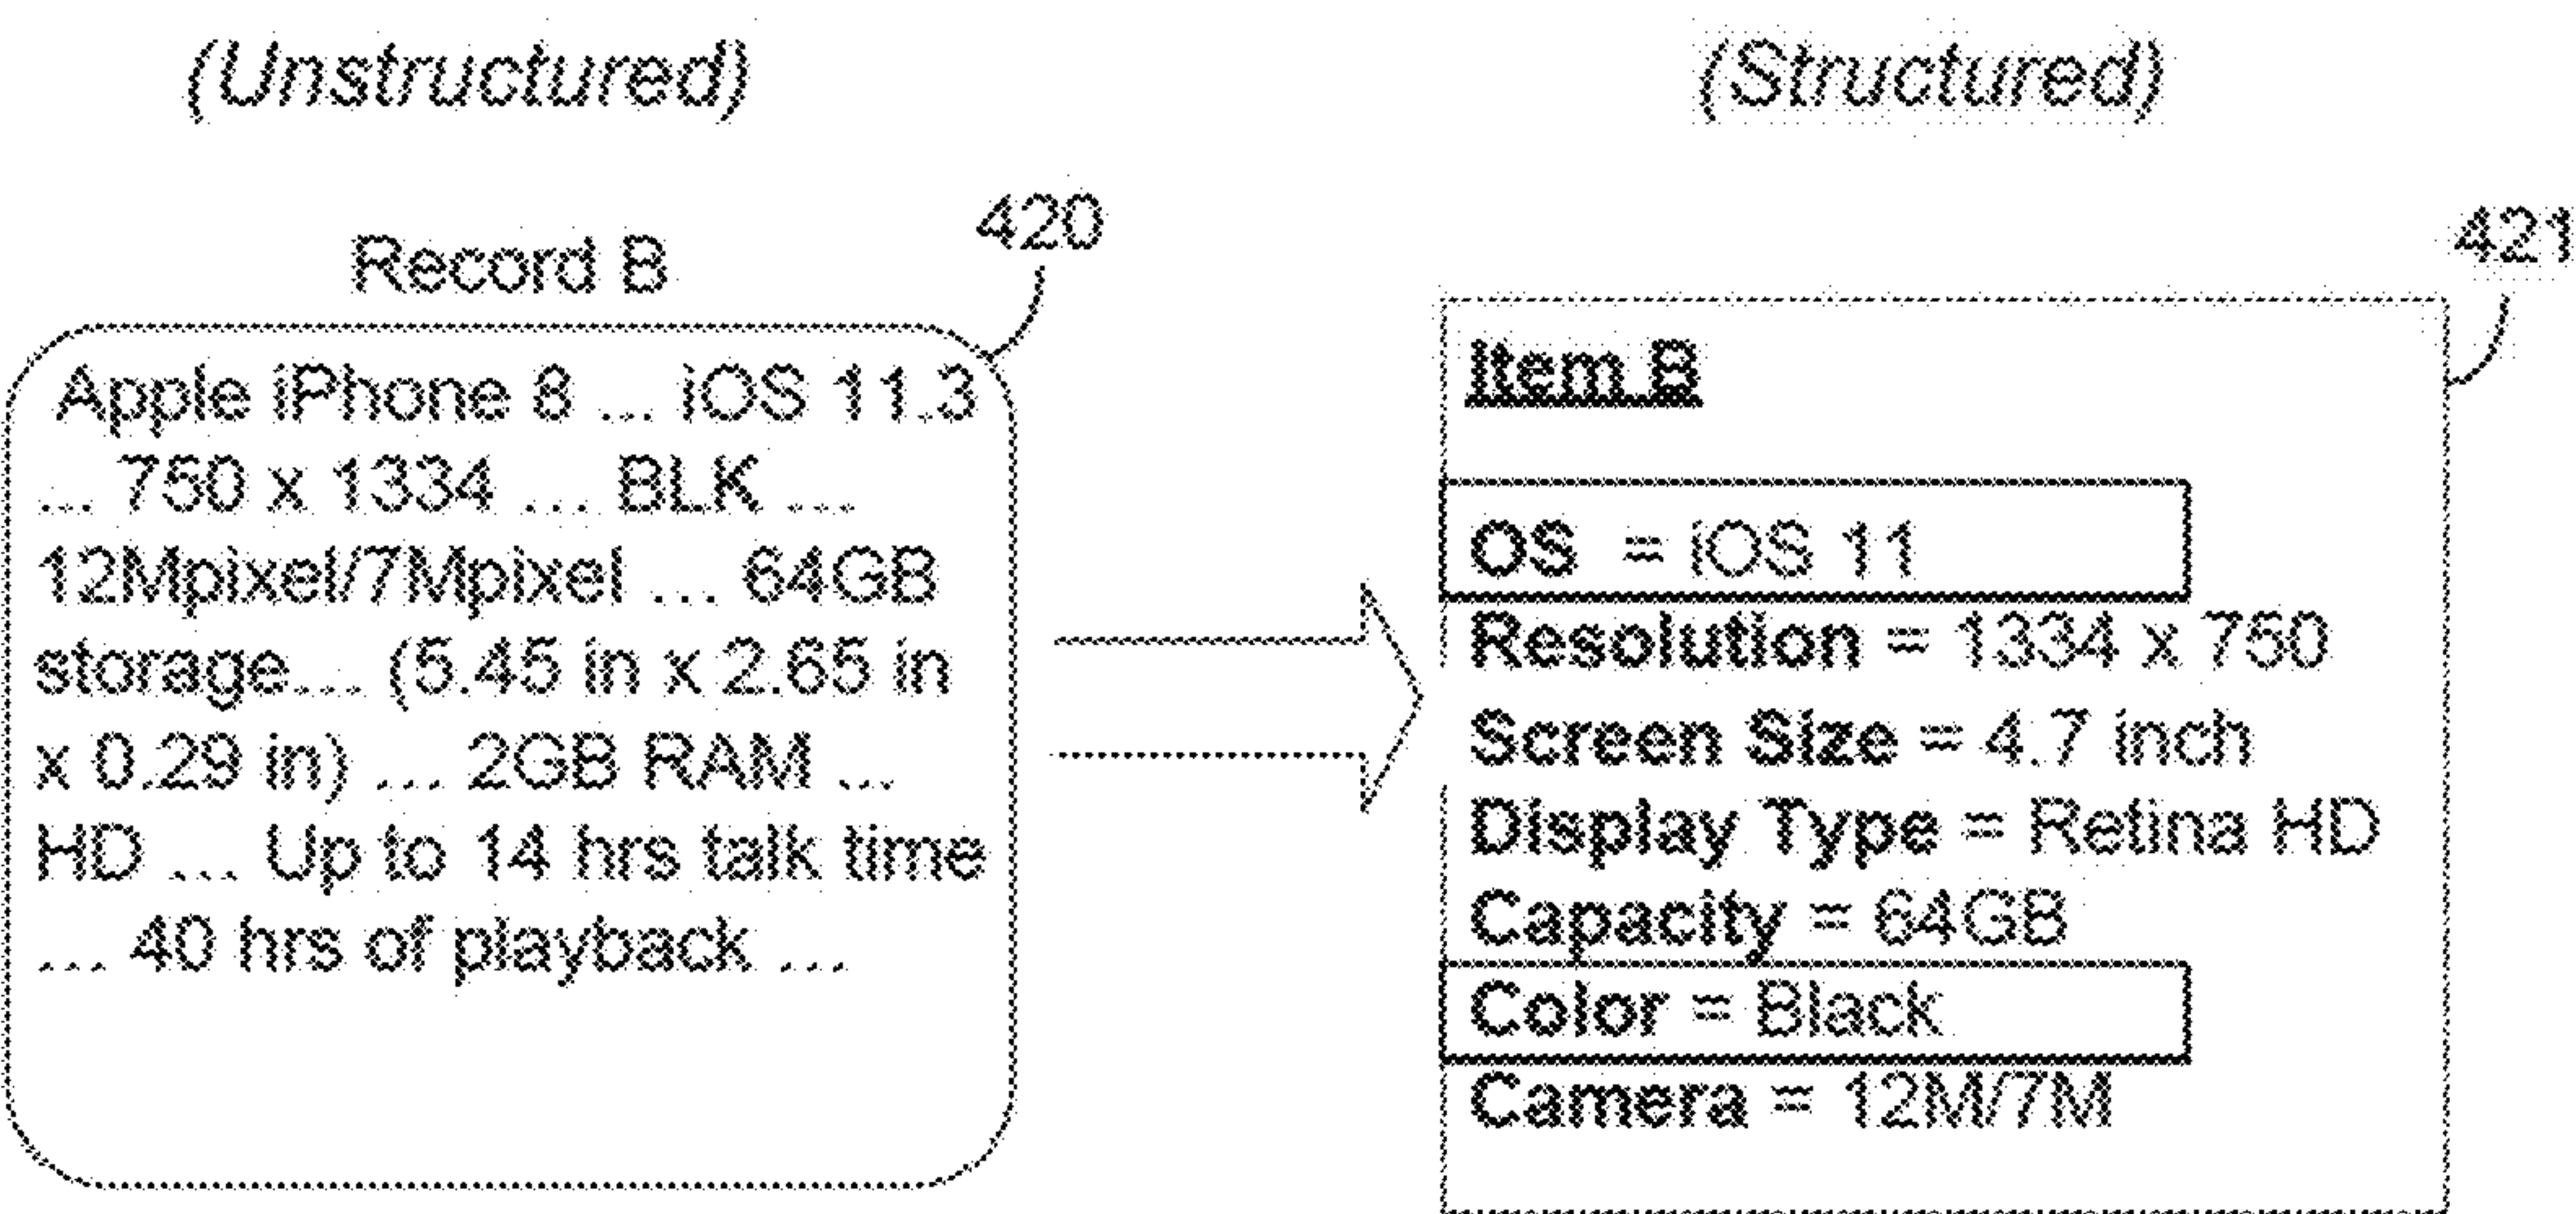 (Unstructured)
(Structured)
420
421
Record B
Apple iPhone 8 ... iOS 11.3
... 750 x 1334 ... BLK ...
12Mpixel/7Mpixel ... 64GB
storage... (5.45 in x 2.65 in
x 0.29 in) ... 2GB RAM ...
HD ... Up to 14 hrs talk time
... 40 hrs of playback ...
Item B
OS = iOS 11
Resolution = 1334 x 750
Screen Size = 4.7 inch
Display Type = Retina HD
Capacity = 64GB
Color = Black
Camera = 12M/7M